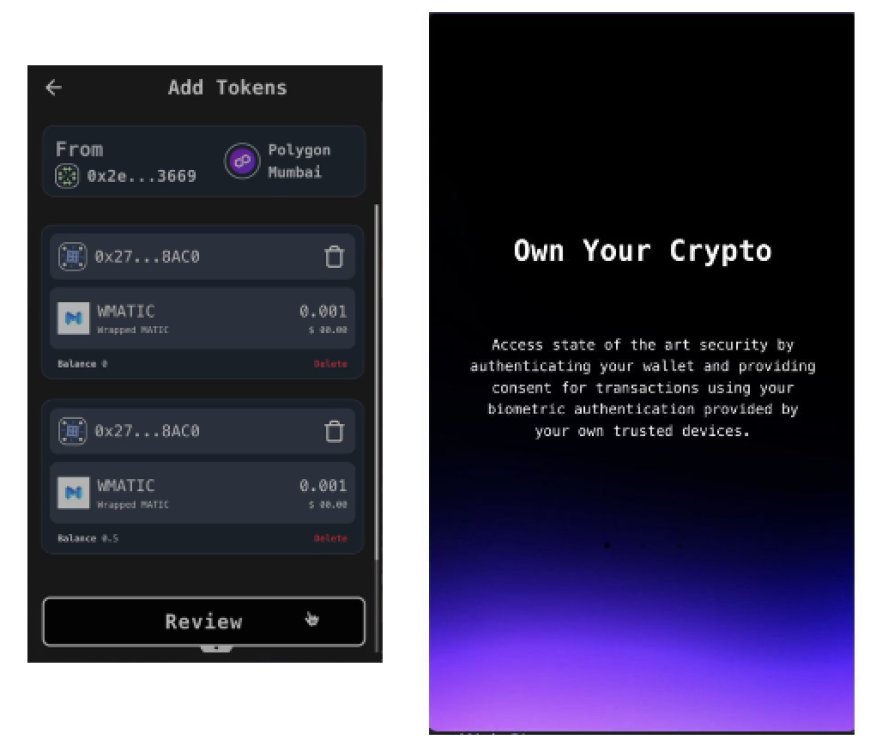 Add Tokens
From
0x2e...3669
Polygon
Mumbai
0x27...8AC0
WMATIC
0.001
Wrapped MATIC
$ 00.00
Balance 0
Delete
0x27...8AC0
WMATIC
0.001
Wrapped MATIC
$ 00.00
Balance 0.5
Delete
Review
Own Your Crypto
Access state of the art security by
authenticating your wallet and providing
consent for transactions using your
biometric authentication provided by
your own trusted devices.